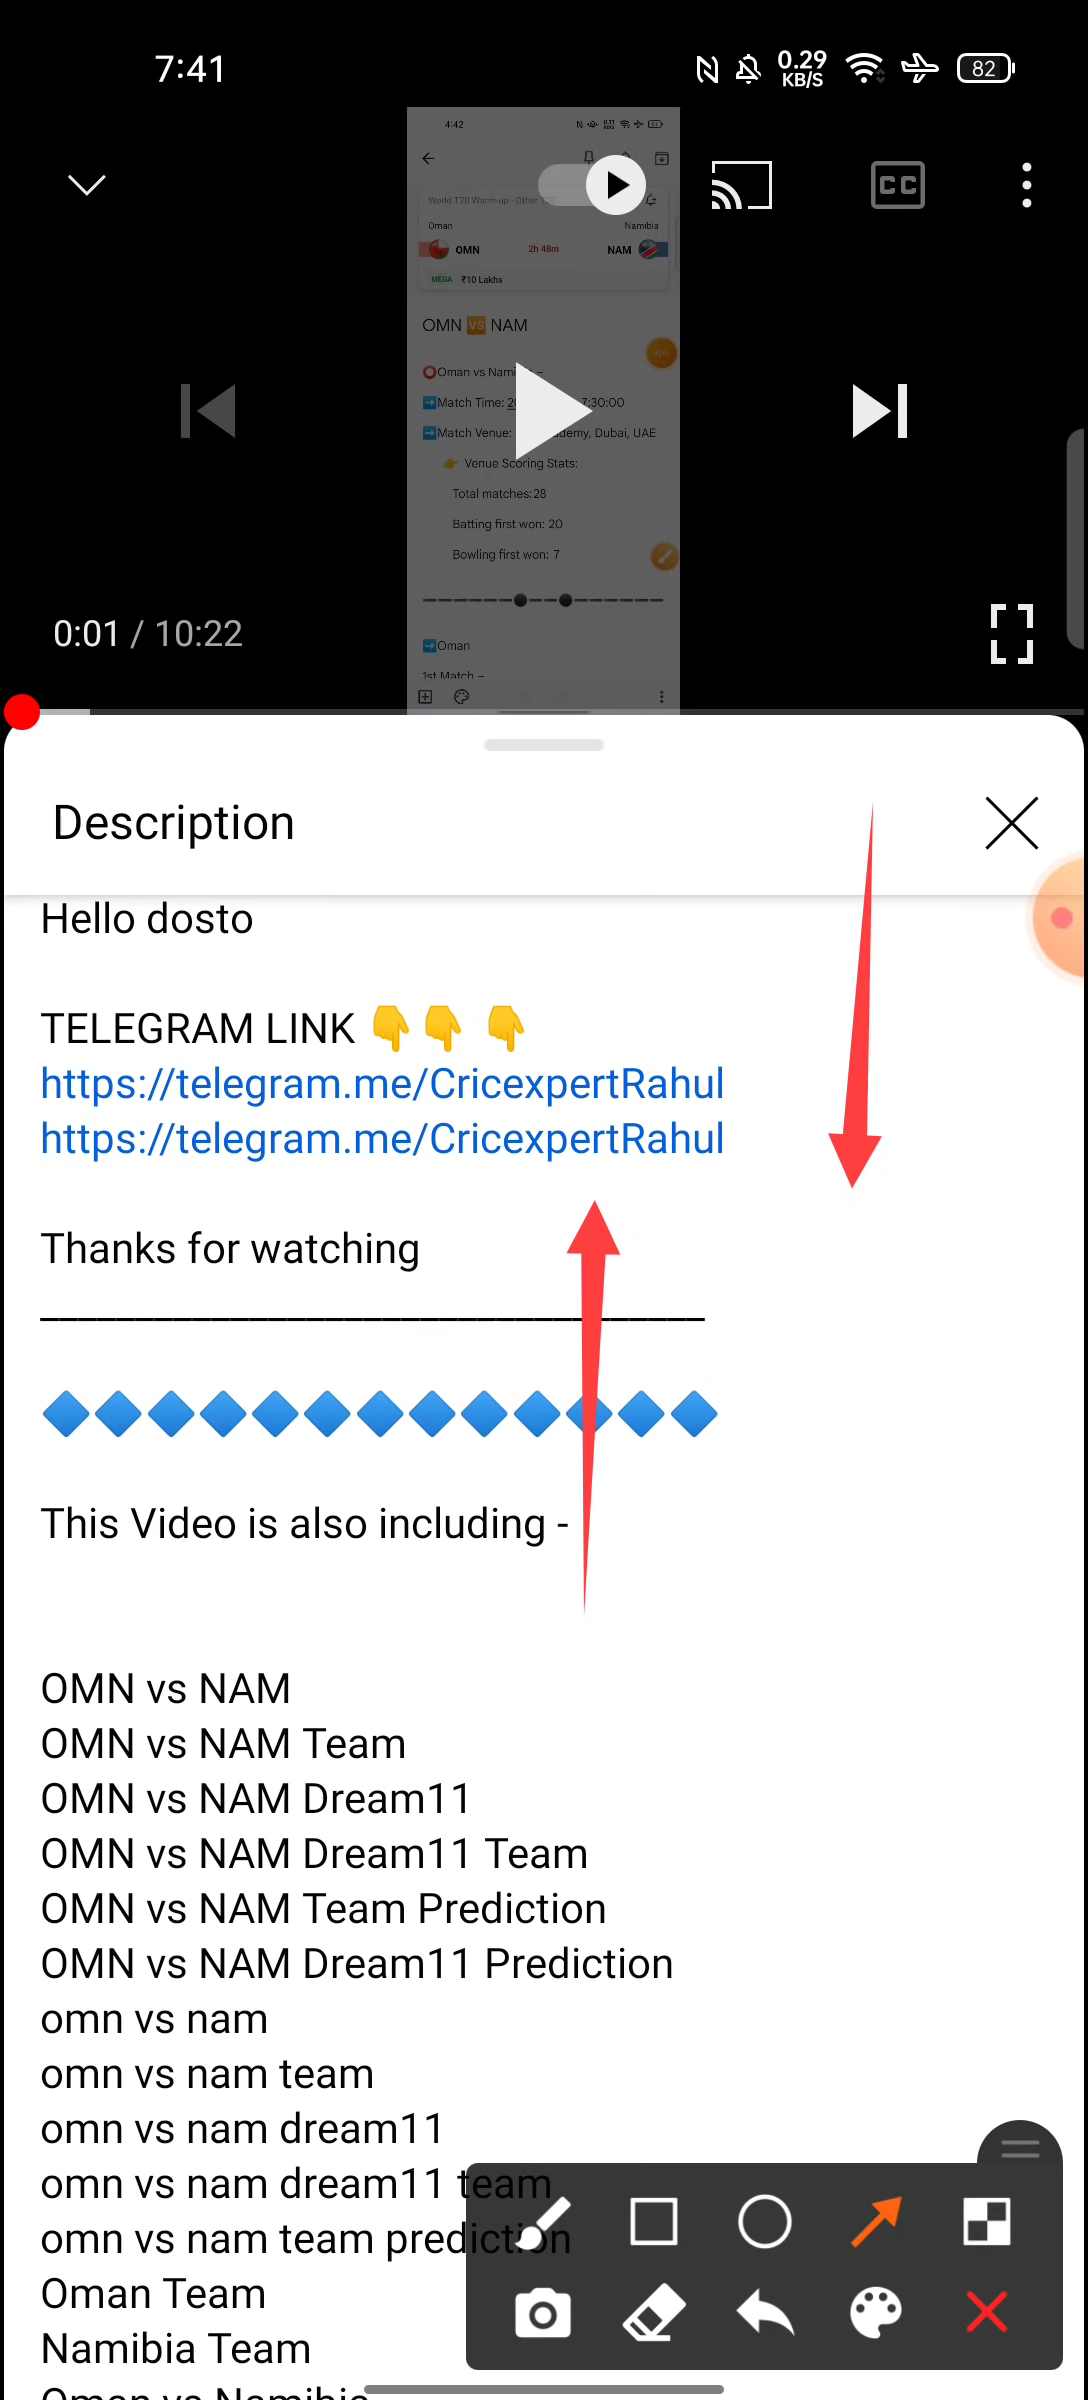 7:41
0.29
KB/S
82
4:42
World T20 Warm-up - Other
Oman
Namibia
OMN
2h 48m
NAM
MEGA ₹10 Lakhs
CC
OMN VS NAM
⭕Oman vs
➡️Match Time: 7:30:00
➡️Match Venue: Dubai, UAE
👉 Venue Scoring Stats:
Total matches:28
Batting first won: 20
Bowling first won: 7
➡️Oman
1st Match –
0:01 / 10:22
Description
Hello dosto
TELEGRAM LINK 👇👇 👇
https://telegram.me/CricexpertRahul
https://telegram.me/CricexpertRahul
Thanks for watching
___________________________________
🔷🔷🔷🔷🔷🔷🔷🔷🔷🔷🔷🔷🔷
This Video is also including -
OMN vs NAM
OMN vs NAM Team
OMN vs NAM Dream11
OMN vs NAM Dream11 Team
OMN vs NAM Team Prediction
OMN vs NAM Dream11 Prediction
omn vs nam
omn vs nam team
omn vs nam dream11
omn vs nam dream11 team
omn vs nam team prediction
Oman Team
Namibia Team
Oman vs Namibia